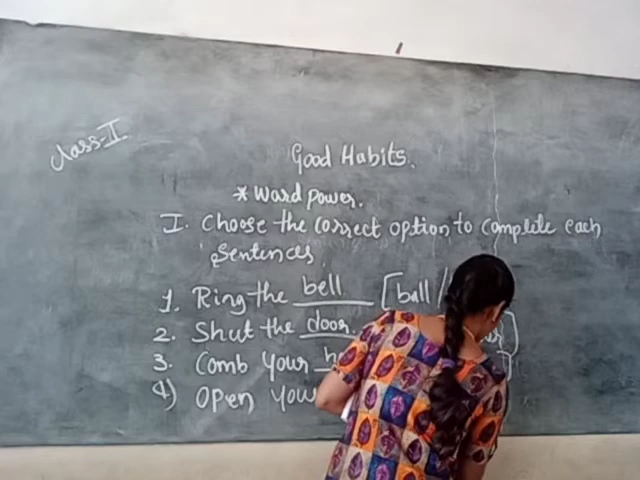 Class-II
Good Habits.
* Word power.
I. Choose the correct option to complete each
sentences.
1. Ring the bell [ball /
2. Shut the door.
3. Comb your
4) Open you